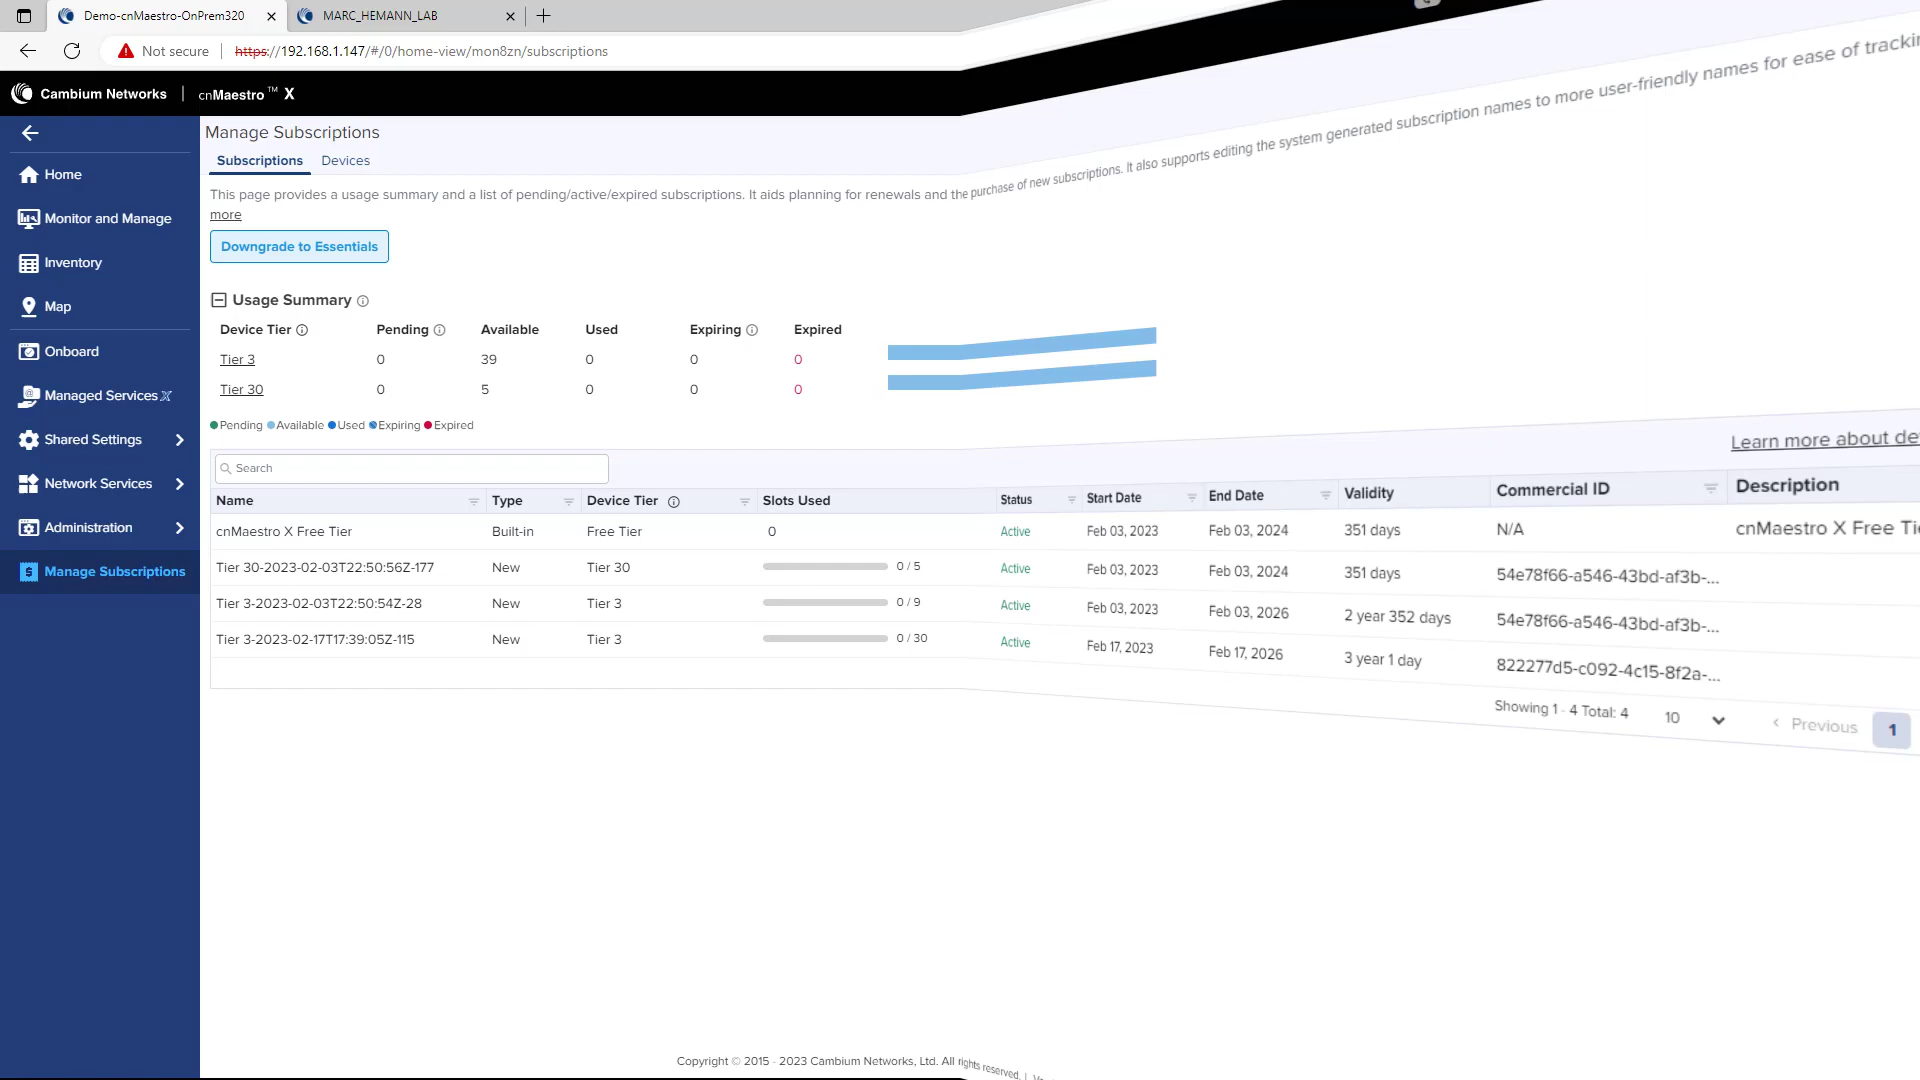 Demo-cnMaestro-OnPrem320
MARC_HEMANN_LAB
Not secure
https://192.168.1.147/#/0/home-view/mon8zn/subscriptions
Cambium Networks | cnMaestro™ X
Manage Subscriptions
Subscriptions Devices
This page provides a usage summary and a list of pending/active/expired subscriptions. It aids planning for renewals and the purchase of new subscriptions. It also supports editing the system generated subscription names to more user-friendly names for ease of
more
Downgrade to Essentials
Home
Monitor and Manage
Inventory
Map
Onboard
Managed Services X
Shared Settings
Network Services
Administration
Manage Subscriptions
Usage Summary
Device Tier Pending Available Used Expiring Expired
Tier 3 0 39 0 0 0
Tier 30 0 5 0 0 0
Pending Available Used Expiring Expired
Learn more about
Search
Name Type Device Tier Slots Used Status Start Date End Date Validity Commercial ID Description
cnMaestro X Free Tier Built-in Free Tier 0 Active Feb 03, 2023 Feb 03, 2024 351 days N/A cnMaestro X Free
Tier 30-2023-02-03T22:50:56Z-177 New Tier 30 0 / 5 Active Feb 03, 2023 Feb 03, 2024 351 days 54e78f66-a546-43bd-af3b-...
Tier 3-2023-02-03T22:50:54Z-28 New Tier 3 0 / 9 Active Feb 03, 2023 Feb 03, 2026 2 year 352 days 54e78f66-a546-43bd-af3b-...
Tier 3-2023-02-17T17:39:05Z-115 New Tier 3 0 / 30 Active Feb 17, 2023 Feb 17, 2026 3 year 1 day 822277d5-c092-4c15-8f2a-...
Showing 1 - 4 Total: 4 10 ‹ Previous 1
Copyright © 2015 - 2023 Cambium Networks, Ltd. All rights reserved. |